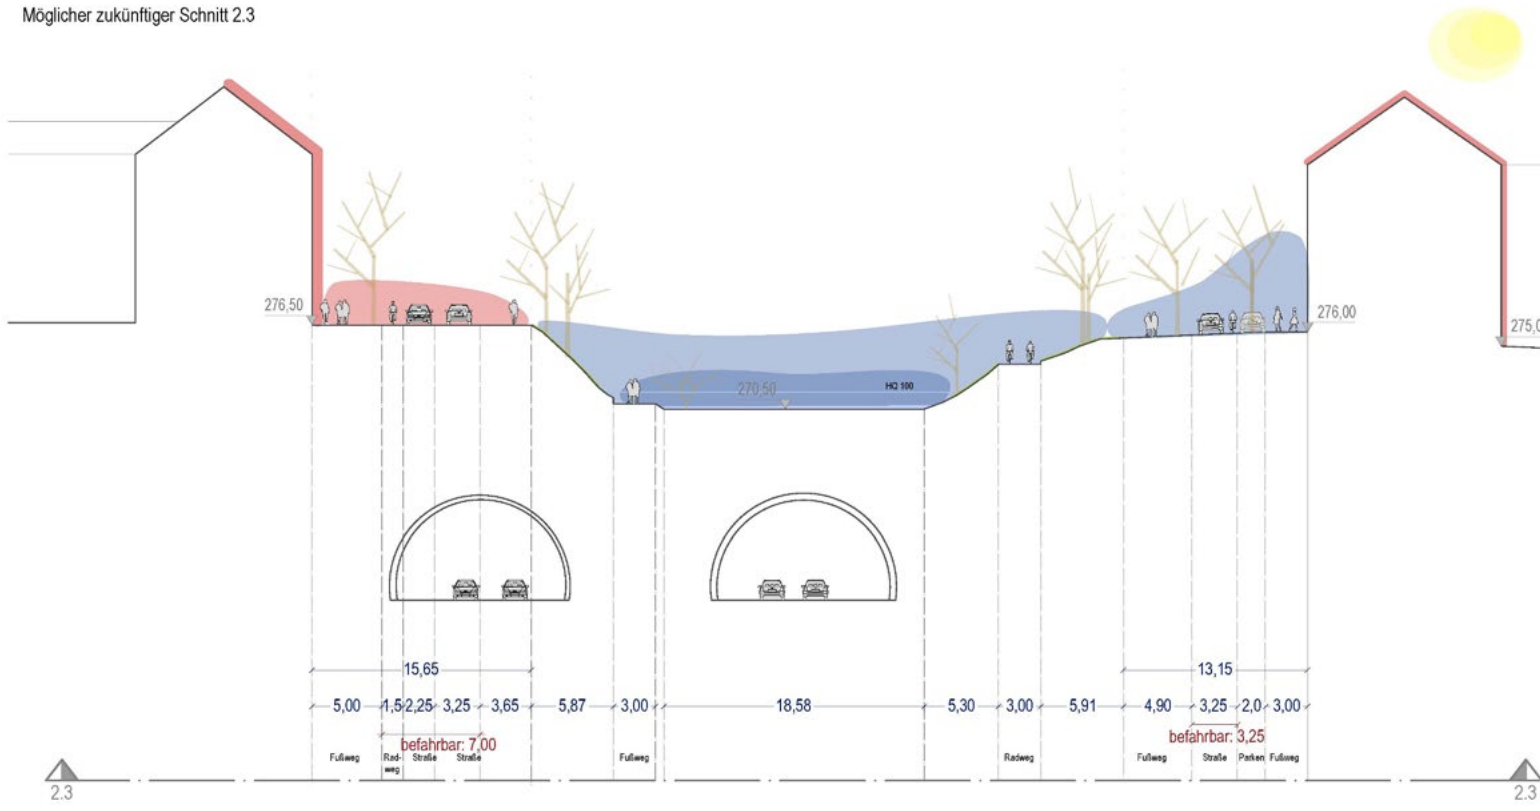 Möglicher zukünftiger Schnitt 2.3
276,50
276,00
275,0
270,50
HQ 100
15,65
13,15
5,00
1,5
2,25
3,25
3,65
5,87
3,00
18,58
5,30
3,00
5,91
4,90
3,25
2,0
3,00
befahrbar: 7,00
befahrbar: 3,25
Fußweg
Rad-
weg
Straße
Straße
Fußweg
Radweg
Fußweg
Straße
Parken
Fußweg
2.3
2.3